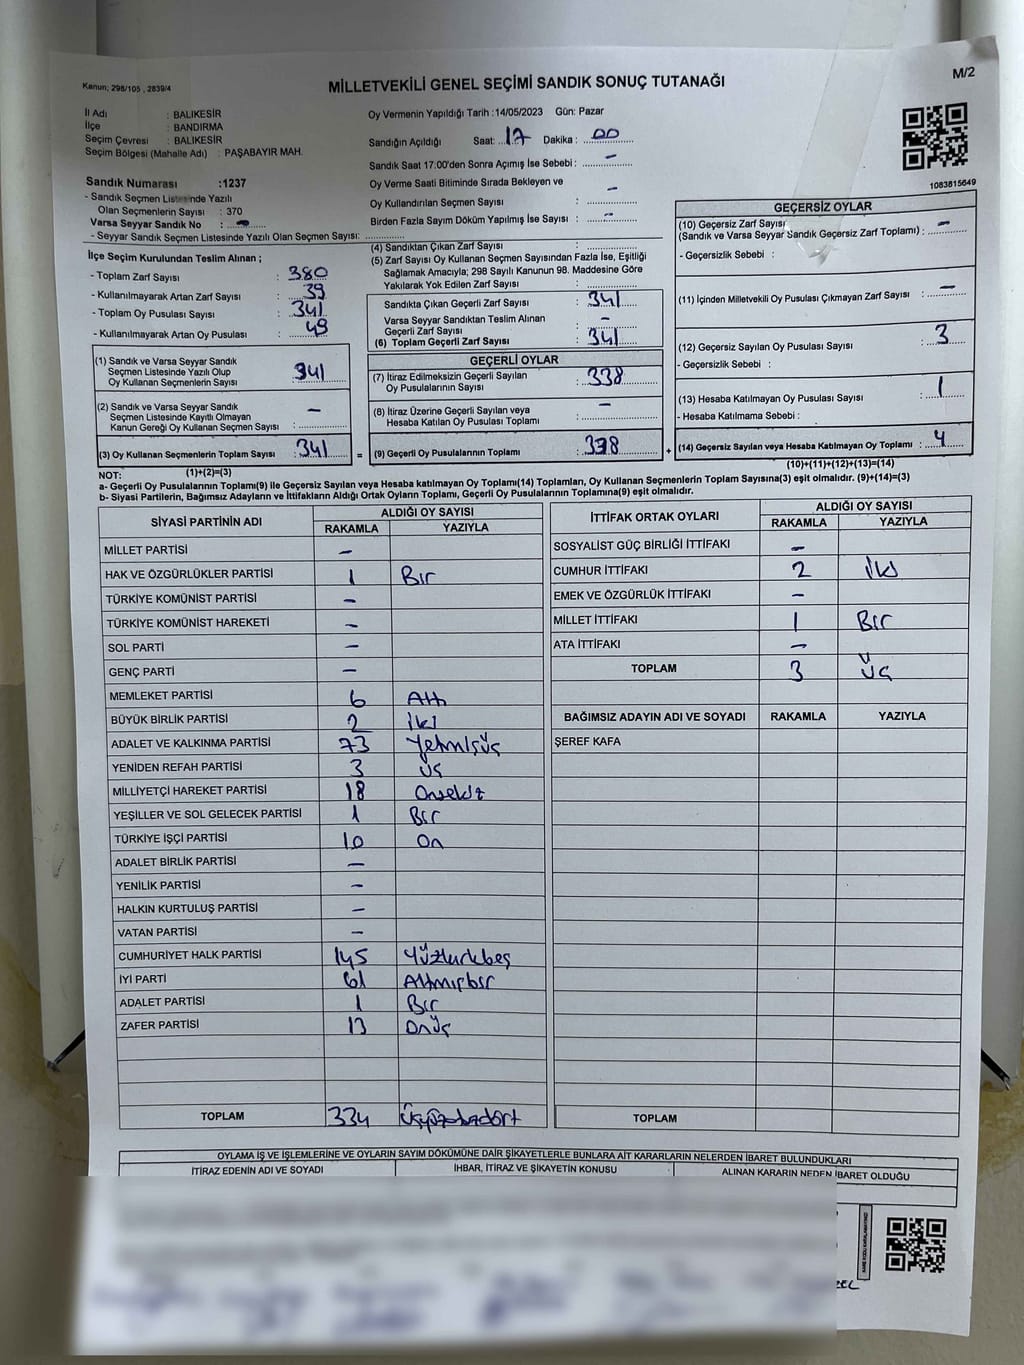 Kanun; 298/105 , 2839/4
MİLLETVEKİLİ GENEL SEÇİMİ SANDIK SONUÇ TUTANAĞI
M/2
İl Adı : BALIKESİR
İlçe : BANDIRMA
Seçim Çevresi : BALIKESİR
Seçim Bölgesi (Mahalle Adı) : PAŞABAYIR MAH.
Sandık Numarası :1237
- Sandık Seçmen Listesinde Yazılı
Olan Seçmenlerin Sayısı : 370
Varsa Seyyar Sandık No : -
- Seyyar Sandık Seçmen Listesinde Yazılı Olan Seçmen Sayısı: ............
Oy Vermenin Yapıldığı Tarih :14/05/2023 Gün: Pazar
Sandığın Açıldığı Saat: 17 Dakika : 00
Sandık Saat 17:00'den Sonra Açımış İse Sebebi : -
Oy Verme Saati Bitiminde Sırada Bekleyen ve
Oy Kullandırılan Seçmen Sayısı : -
Birden Fazla Sayım Döküm Yapılmış İse Sayısı : -
1083815649
İlçe Seçim Kurulundan Teslim Alınan ;
- Toplam Zarf Sayısı : 380
- Kullanılmayarak Artan Zarf Sayısı : 39
- Toplam Oy Pusulası Sayısı : 341
- Kullanılmayarak Artan Oy Pusulası : 49
(1) Sandık ve Varsa Seyyar Sandık
Seçmen Listesinde Yazılı Olup
Oy Kullanan Seçmenlerin Sayısı : 341
(2) Sandık ve Varsa Seyyar Sandık
Seçmen Listesinde Kayıtlı Olmayan
Kanun Gereği Oy Kullanan Seçmen Sayısı : -
(3) Oy Kullanan Seçmenlerin Toplam Sayısı : 341
(1)+(2)=(3)
(4) Sandıktan Çıkan Zarf Sayısı : ............
(5) Zarf Sayısı Oy Kullanan Seçmen Sayısından Fazla İse, Eşitliği
Sağlamak Amacıyla; 298 Sayılı Kanunun 98. Maddesine Göre
Yakılarak Yok Edilen Zarf Sayısı : ............
Sandıkta Çıkan Geçerli Zarf Sayısı : 341
Varsa Seyyar Sandıktan Teslim Alınan
Geçerli Zarf Sayısı : -
(6) Toplam Geçerli Zarf Sayısı : 341
GEÇERLİ OYLAR
(7) İtiraz Edilmeksizin Geçerli Sayılan
Oy Pusulalarının Sayısı : 338
(8) İtiraz Üzerine Geçerli Sayılan veya
Hesaba Katılan Oy Pusulası Toplamı : -
= (9) Geçerli Oy Pusulalarının Toplamı : 338 +
GEÇERSİZ OYLAR
(10) Geçersiz Zarf Sayısı
(Sandık ve Varsa Seyyar Sandık Geçersiz Zarf Toplamı) : -
- Geçersizlik Sebebi :
(11) İçinden Milletvekili Oy Pusulası Çıkmayan Zarf Sayısı : -
(12) Geçersiz Sayılan Oy Pusulası Sayısı : 3
- Geçersizlik Sebebi :
(13) Hesaba Katılmayan Oy Pusulası Sayısı : 1
- Hesaba Katılmama Sebebi :
(14) Geçersiz Sayılan veya Hesaba Katılmayan Oy Toplamı : 4
(10)+(11)+(12)+(13)=(14)
NOT:
a- Geçerli Oy Pusulalarının Toplamı(9) ile Geçersiz Sayılan veya Hesaba katılmayan Oy Toplamı(14) Toplamları, Oy Kullanan Seçmenlerin Toplam Sayısına(3) eşit olmalıdır. (9)+(14)=(3)
b- Siyasi Partilerin, Bağımsız Adayların ve İttifakların Aldığı Ortak Oyların Toplamı, Geçerli Oy Pusulalarının Toplamına(9) eşit olmalıdır.
SİYASİ PARTİNİN ADI ALDIĞI OY SAYISI
RAKAMLA YAZIYLA
MİLLET PARTİSİ -
HAK VE ÖZGÜRLÜKLER PARTİSİ 1 Bir
TÜRKİYE KOMÜNİST PARTİSİ -
TÜRKİYE KOMÜNİST HAREKETİ -
SOL PARTİ -
GENÇ PARTİ -
MEMLEKET PARTİSİ 6 Altı
BÜYÜK BİRLİK PARTİSİ 2 iki
ADALET VE KALKINMA PARTİSİ 73 Yetmişüç
YENİDEN REFAH PARTİSİ 3 üç
MİLLİYETÇİ HAREKET PARTİSİ 18 Onsekiz
YEŞİLLER VE SOL GELECEK PARTİSİ 1 Bir
TÜRKİYE İŞÇİ PARTİSİ 10 On
ADALET BİRLİK PARTİSİ -
YENİLİK PARTİSİ -
HALKIN KURTULUŞ PARTİSİ -
VATAN PARTİSİ -
CUMHURİYET HALK PARTİSİ 145 Yüzkırkbeş
İYİ PARTİ 61 Altmışbir
ADALET PARTİSİ 1 Bir
ZAFER PARTİSİ 13 Onüç
TOPLAM 334 Üçyüzotuzdört
İTTİFAK ORTAK OYLARI ALDIĞI OY SAYISI
RAKAMLA YAZIYLA
SOSYALİST GÜÇ BİRLİĞİ İTTİFAKI -
CUMHUR İTTİFAKI 2 iki
EMEK VE ÖZGÜRLÜK İTTİFAKI -
MİLLET İTTİFAKI 1 Bir
ATA İTTİFAKI -
TOPLAM 3 Üç
BAĞIMSIZ ADAYIN ADI VE SOYADI RAKAMLA YAZIYLA
ŞEREF KAFA
TOPLAM
OYLAMA İŞ VE İŞLEMLERİNE VE OYLARIN SAYIM DÖKÜMÜNE DAİR ŞİKAYETLERLE BUNLARA AİT KARARLARIN NELERDEN İBARET BULUNDUKLARI
İTİRAZ EDENİN ADI VE SOYADI İHBAR, İTİRAZ VE ŞİKAYETİN KONUSU ALINAN KARARIN NEDEN İBARET OLDUĞU